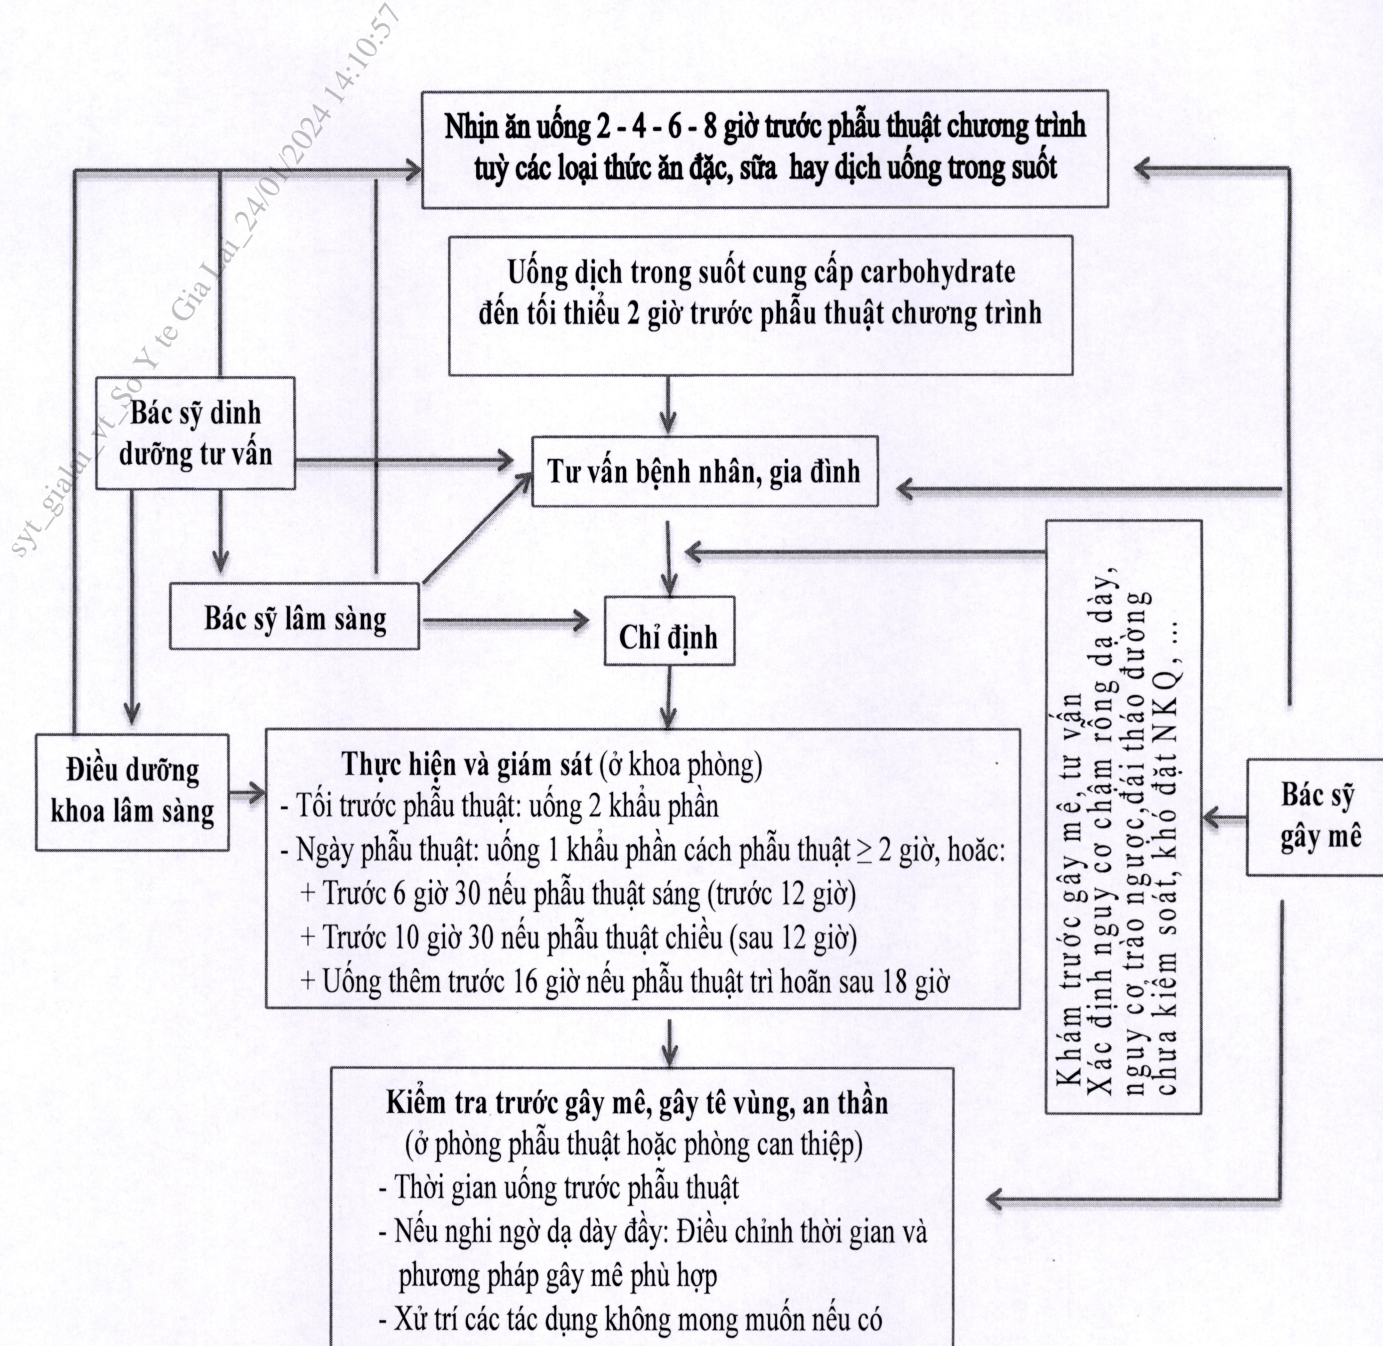 syt_gialai_vt_So Y te Gia Lai_24/01/2024 14:10:57
Nhịn ăn uống 2 - 4 - 6 - 8 giờ trước phẫu thuật chương trình
tuỳ các loại thức ăn đặc, sữa hay dịch uống trong suốt
Uống dịch trong suốt cung cấp carbohydrate
đến tối thiểu 2 giờ trước phẫu thuật chương trình
Bác sỹ dinh
dưỡng tư vấn
Tư vấn bệnh nhân, gia đình
Bác sỹ lâm sàng
Chỉ định
Khám trước gây mê, tư vấn
Xác định nguy cơ chậm rỗng dạ dày,
nguy cơ trào ngược,đái tháo đường
chưa kiểm soát, khó đặt NKQ, ...
Điều dưỡng
khoa lâm sàng
Thực hiện và giám sát (ở khoa phòng)
- Tối trước phẫu thuật: uống 2 khẩu phần
- Ngày phẫu thuật: uống 1 khẩu phần cách phẫu thuật ≥ 2 giờ, hoặc:
+ Trước 6 giờ 30 nếu phẫu thuật sáng (trước 12 giờ)
+ Trước 10 giờ 30 nếu phẫu thuật chiều (sau 12 giờ)
+ Uống thêm trước 16 giờ nếu phẫu thuật trì hoãn sau 18 giờ
Bác sỹ
gây mê
Kiểm tra trước gây mê, gây tê vùng, an thần
(ở phòng phẫu thuật hoặc phòng can thiệp)
- Thời gian uống trước phẫu thuật
- Nếu nghi ngờ dạ dày đầy: Điều chỉnh thời gian và
phương pháp gây mê phù hợp
- Xử trí các tác dụng không mong muốn nếu có